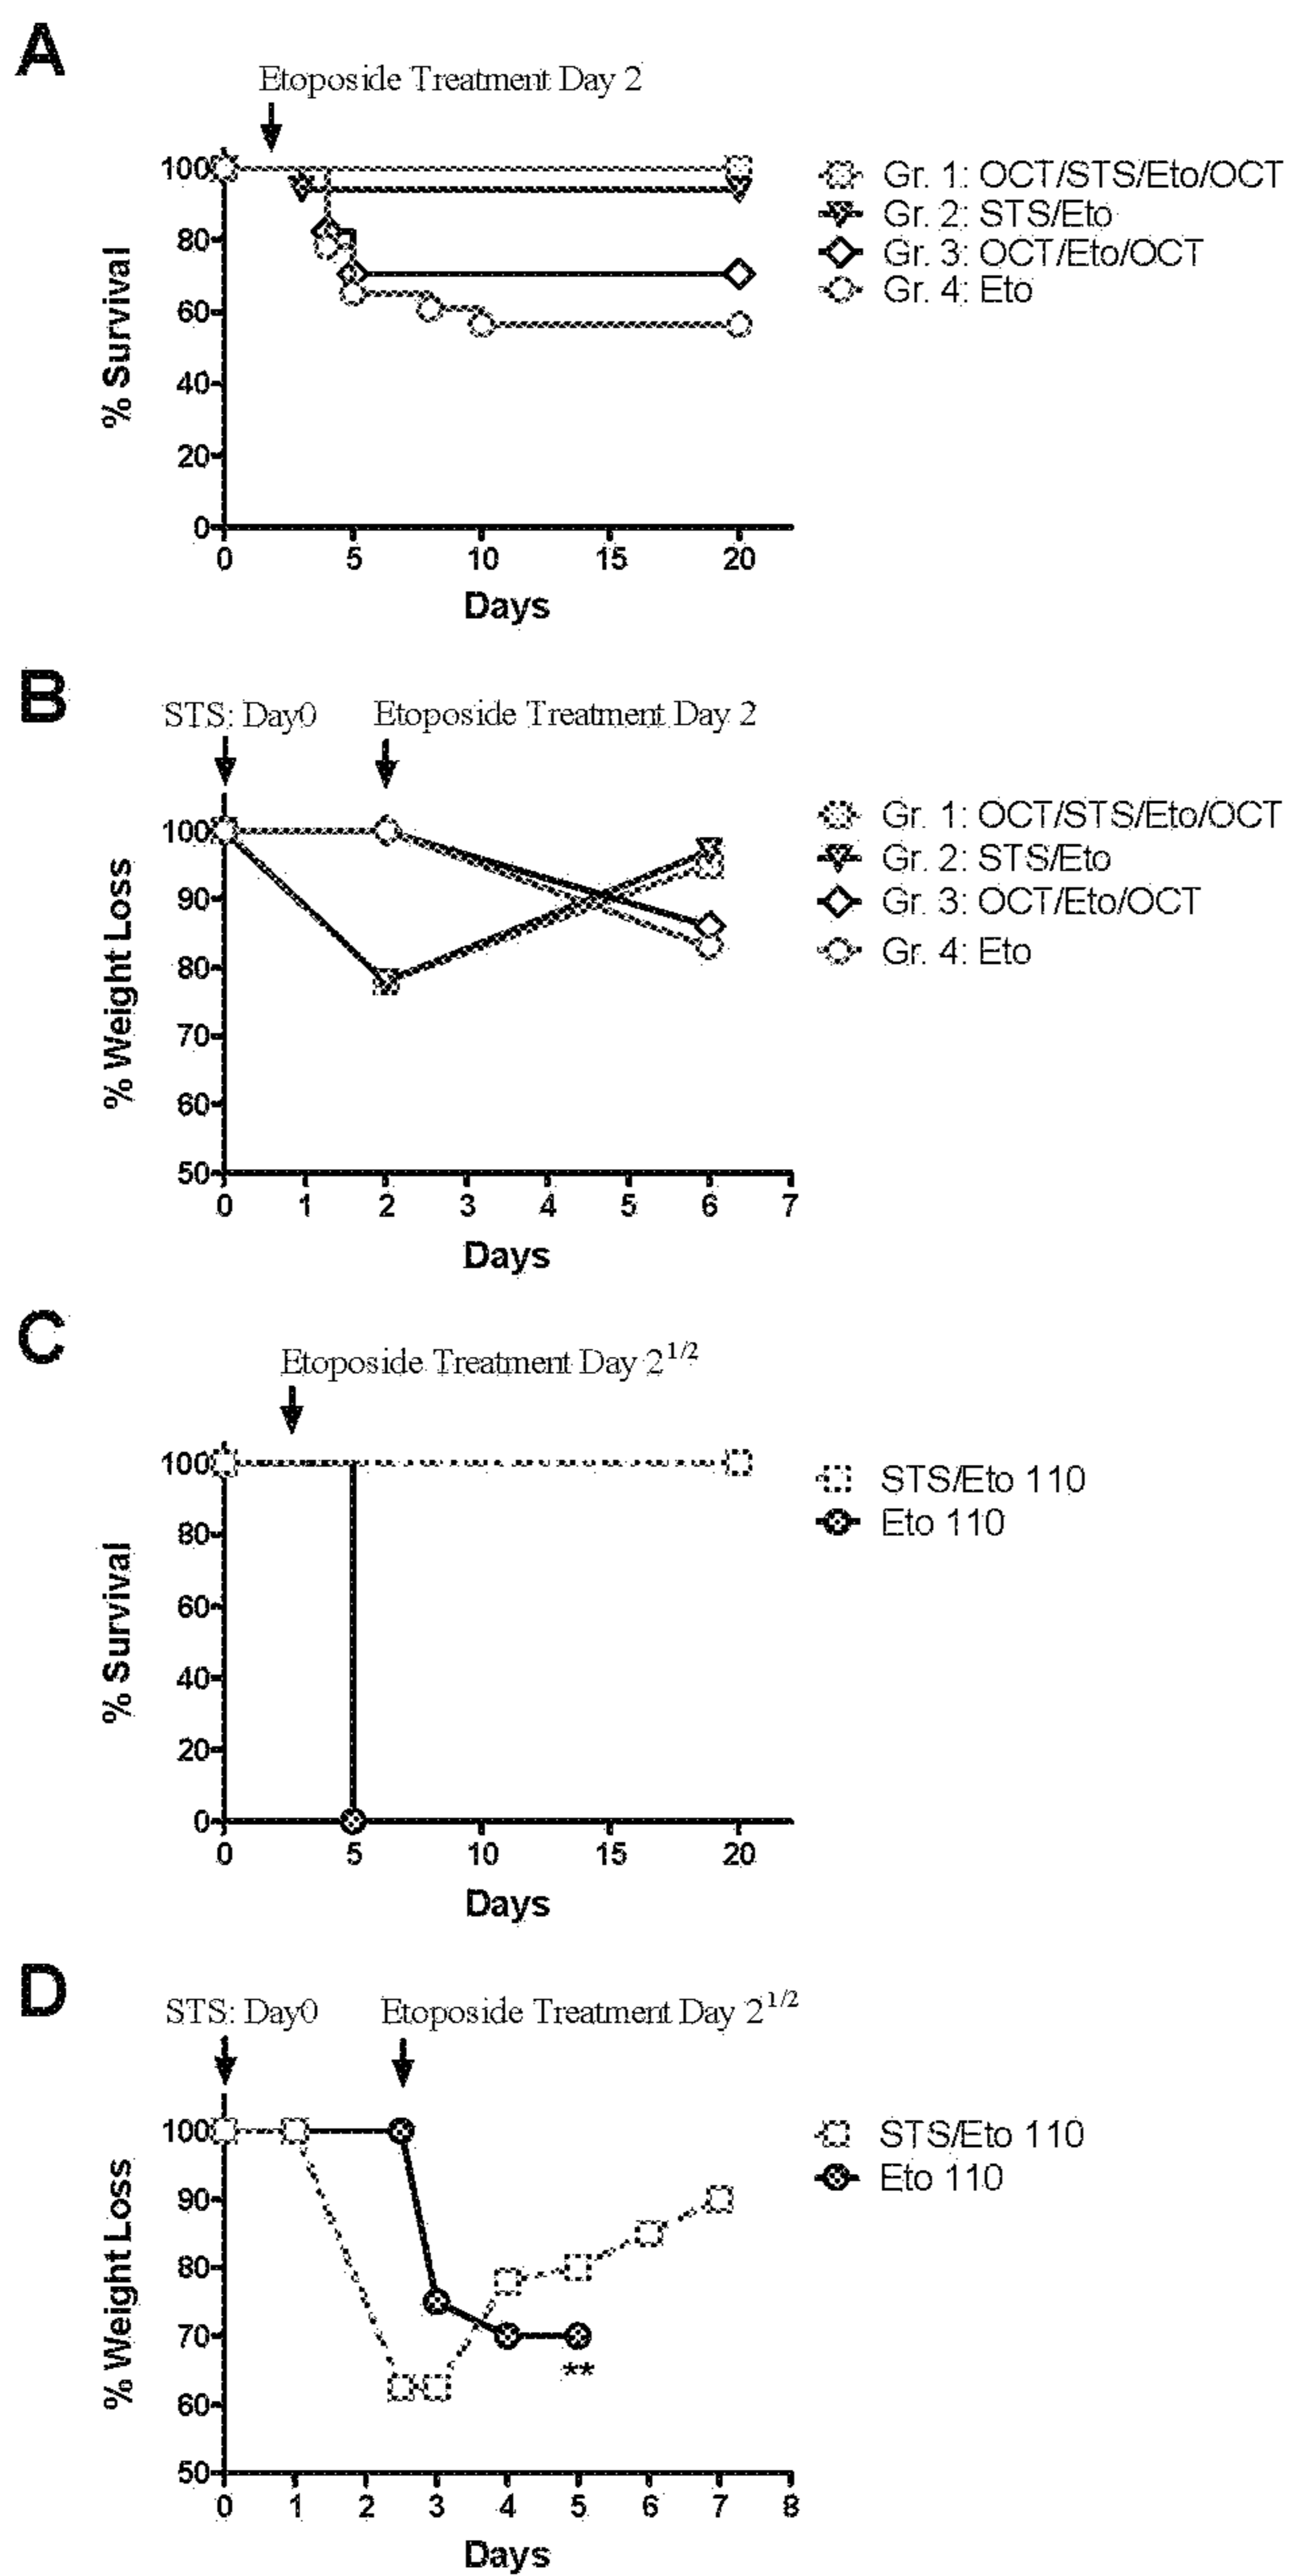 A
Etoposide Treatment Day 2
100
80
60
40
20
0
% Survival
0 5 10 15 20
Days
Gr. 1: OCT/STS/Eto/OCT
Gr. 2: STS/Eto
Gr. 3: OCT/Eto/OCT
Gr. 4: Eto
B
STS: Day0 Etoposide Treatment Day 2
100
90
80
70
60
50
% Weight Loss
0 1 2 3 4 5 6 7
Days
Gr. 1: OCT/STS/Eto/OCT
Gr. 2: STS/Eto
Gr. 3: OCT/Eto/OCT
Gr. 4: Eto
C
Etoposide Treatment Day 2^1/2
100
80
60
40
20
0
% Survival
0 5 10 15 20
Days
STS/Eto 110
Eto 110
D
STS: Day0 Etoposide Treatment Day 2^1/2
100
90
80
70
60
50
% Weight Loss
**
0 1 2 3 4 5 6 7 8
Days
STS/Eto 110
Eto 110